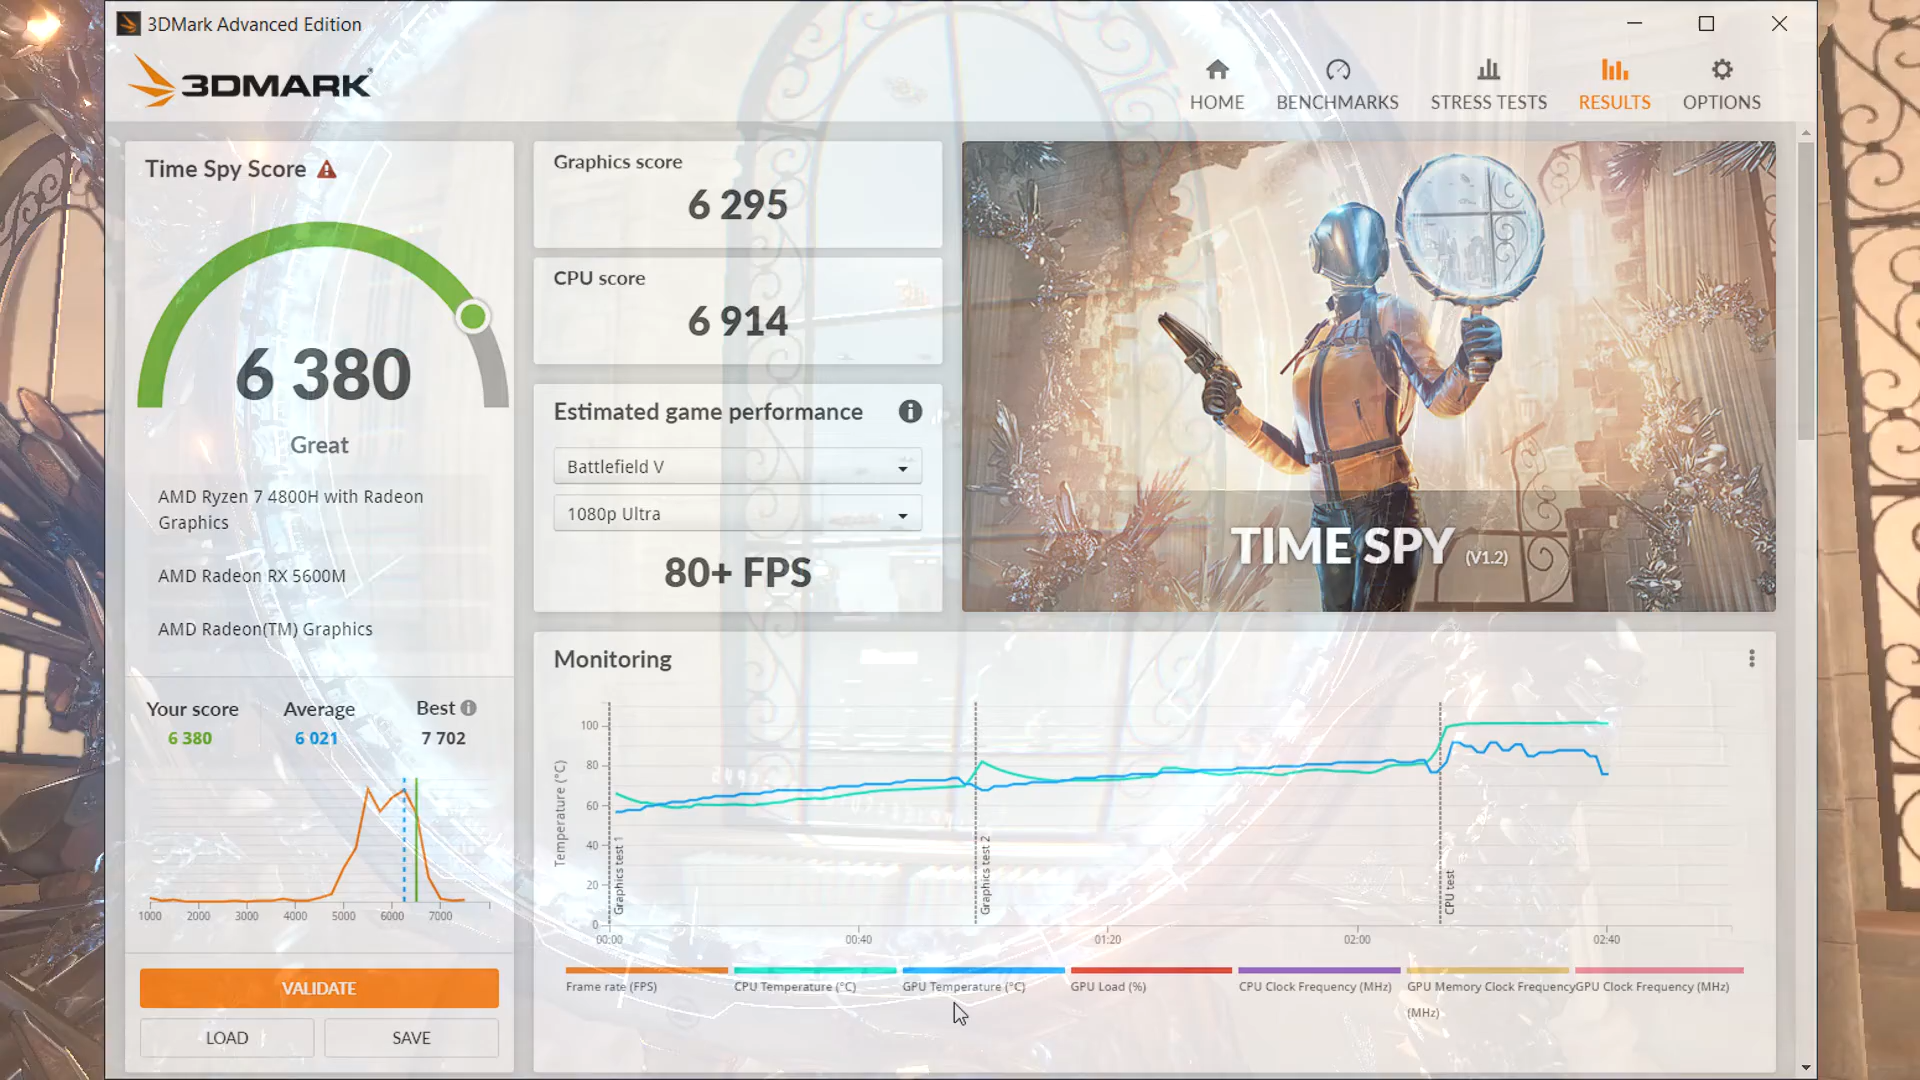 3DMark Advanced Edition
3DMARK
HOME
BENCHMARKS
STRESS TESTS
RESULTS
OPTIONS
Time Spy Score
6 380
Great
AMD Ryzen 7 4800H with Radeon
Graphics
AMD Radeon RX 5600M
AMD Radeon(TM) Graphics
Your score
6 380
Average
6 021
Best
7 702
1000 2000 3000 4000 5000 6000 7000
VALIDATE
LOAD
SAVE
Graphics score
6 295
CPU score
6 914
Estimated game performance
Battlefield V
1080p Ultra
80+ FPS
TIME SPY (V1.2)
Monitoring
Temperature (°C)
100
80
60
40
20
0
Graphics test 1
Graphics test 2
CPU test
00:00 00:40 01:20 02:00 02:40
Frame rate (FPS)
CPU Temperature (°C)
GPU Temperature (°C)
GPU Load (%)
CPU Clock Frequency (MHz)
GPU Memory Clock Frequency
(MHz)
GPU Clock Frequency (MHz)